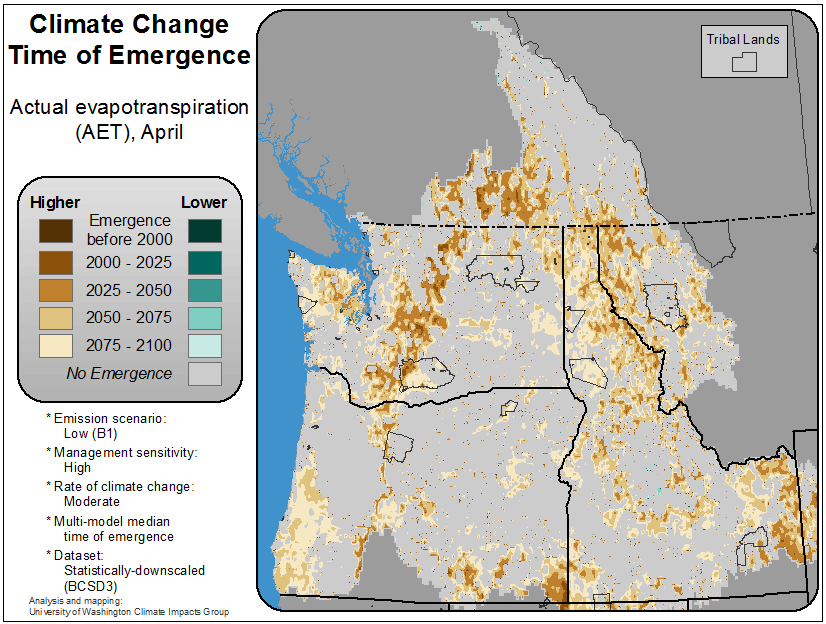 Climate Change
Time of Emergence
Actual evapotranspiration
(AET), April
Higher
Lower
Emergence
before 2000
2000 - 2025
2025 - 2050
2050 - 2075
2075 - 2100
No Emergence
* Emission scenario:
Low (B1)
* Management sensitivity:
High
* Rate of climate change:
Moderate
* Multi-model median
time of emergence
* Dataset:
Statistically-downscaled
(BCSD3)
Analysis and mapping:
University of Washington Climate Impacts Group
Tribal Lands